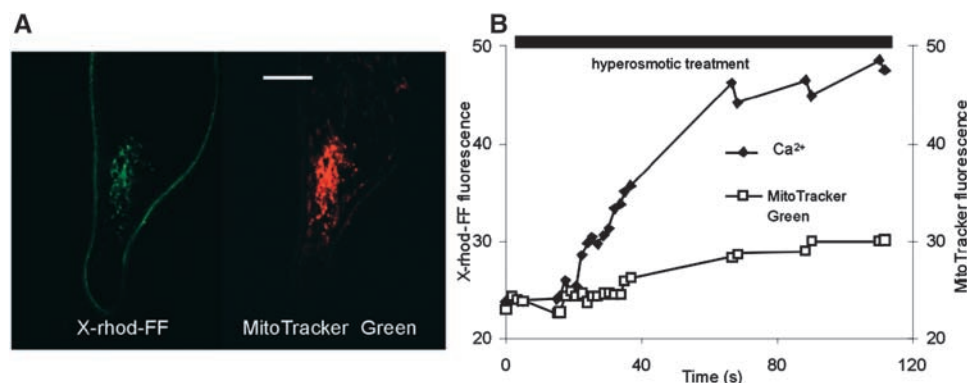 A
X-rhod-FF
MitoTracker Green
B
hyperosmotic treatment
X-rhod-FF fluorescence
50
40
30
20
MitoTracker fluorescence
50
40
30
20
Ca²⁺
MitoTracker
Green
0
40
80
120
Time (s)